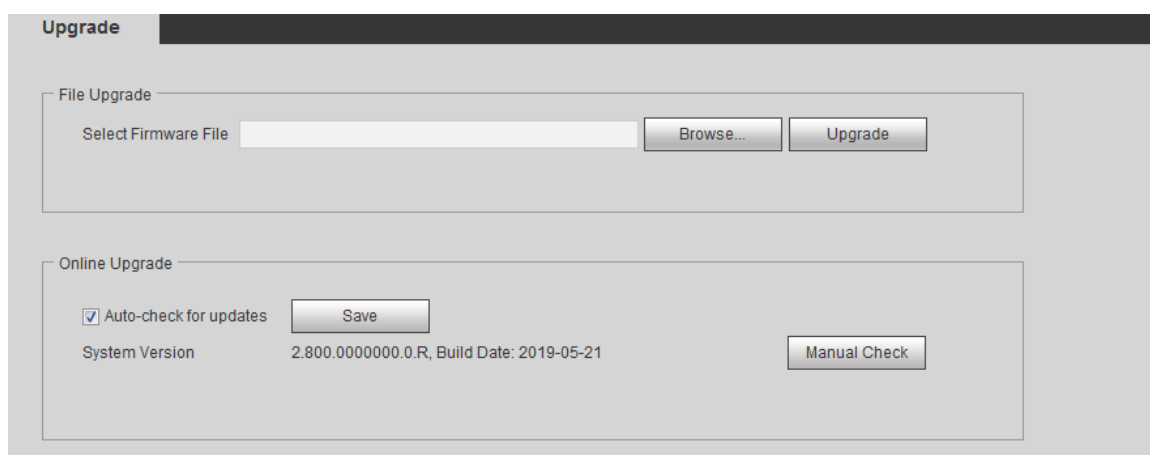 Upgrade
File Upgrade
Select Firmware File Browse... Upgrade
Online Upgrade
Auto-check for updates Save
System Version 2.800.0000000.0.R, Build Date: 2019-05-21 Manual Check